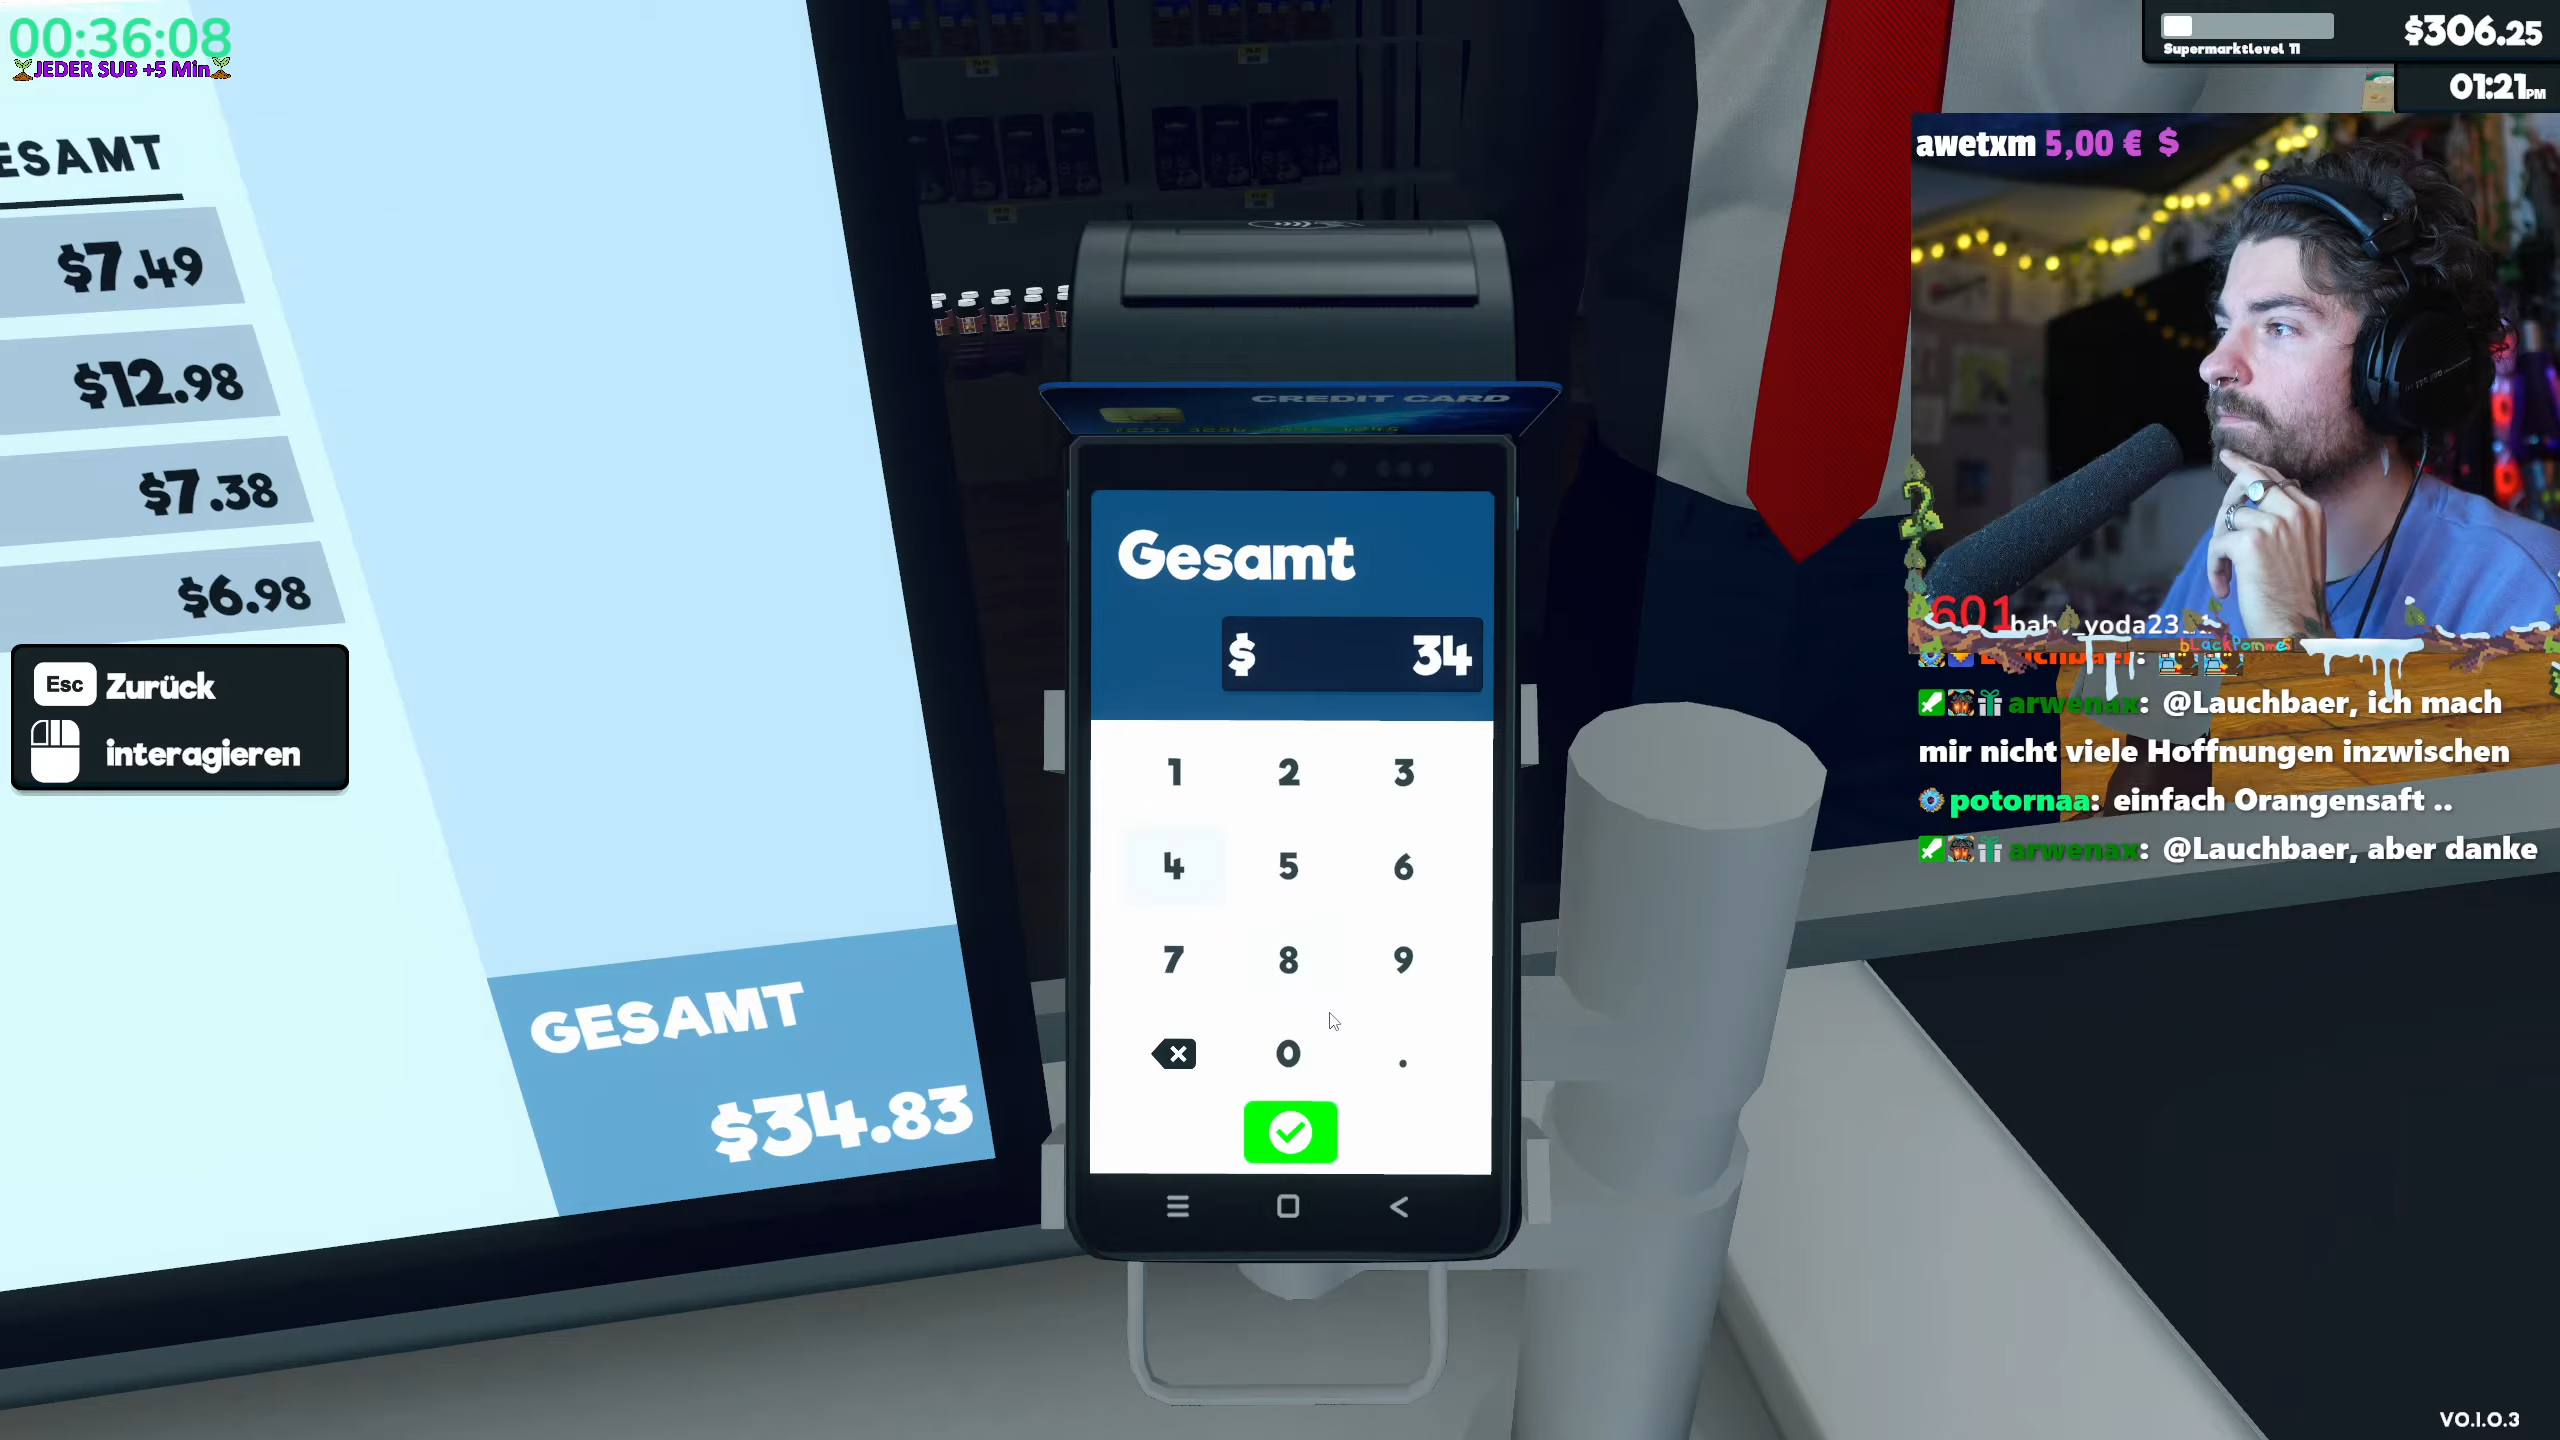 00:36:08
JEDER SUB +5 Min
ESAMT
$7.49
$12.98
$7.38
$6.98
Esc Zurück
interagieren
GESAMT
$34.83
CREDIT CARD
Gesamt
$ 34
1 2 3
4 5 6
7 8 9
0 .
Supermarktlevel 11
$306.25
01:21PM
awetxm 5,00 € $
601
bLackPommes
arwenax: @Lauchbaer, ich mach
mir nicht viele Hoffnungen inzwischen
potornaa: einfach Orangensaft ..
arwenax: @Lauchbaer, aber danke
V0.1.0.3